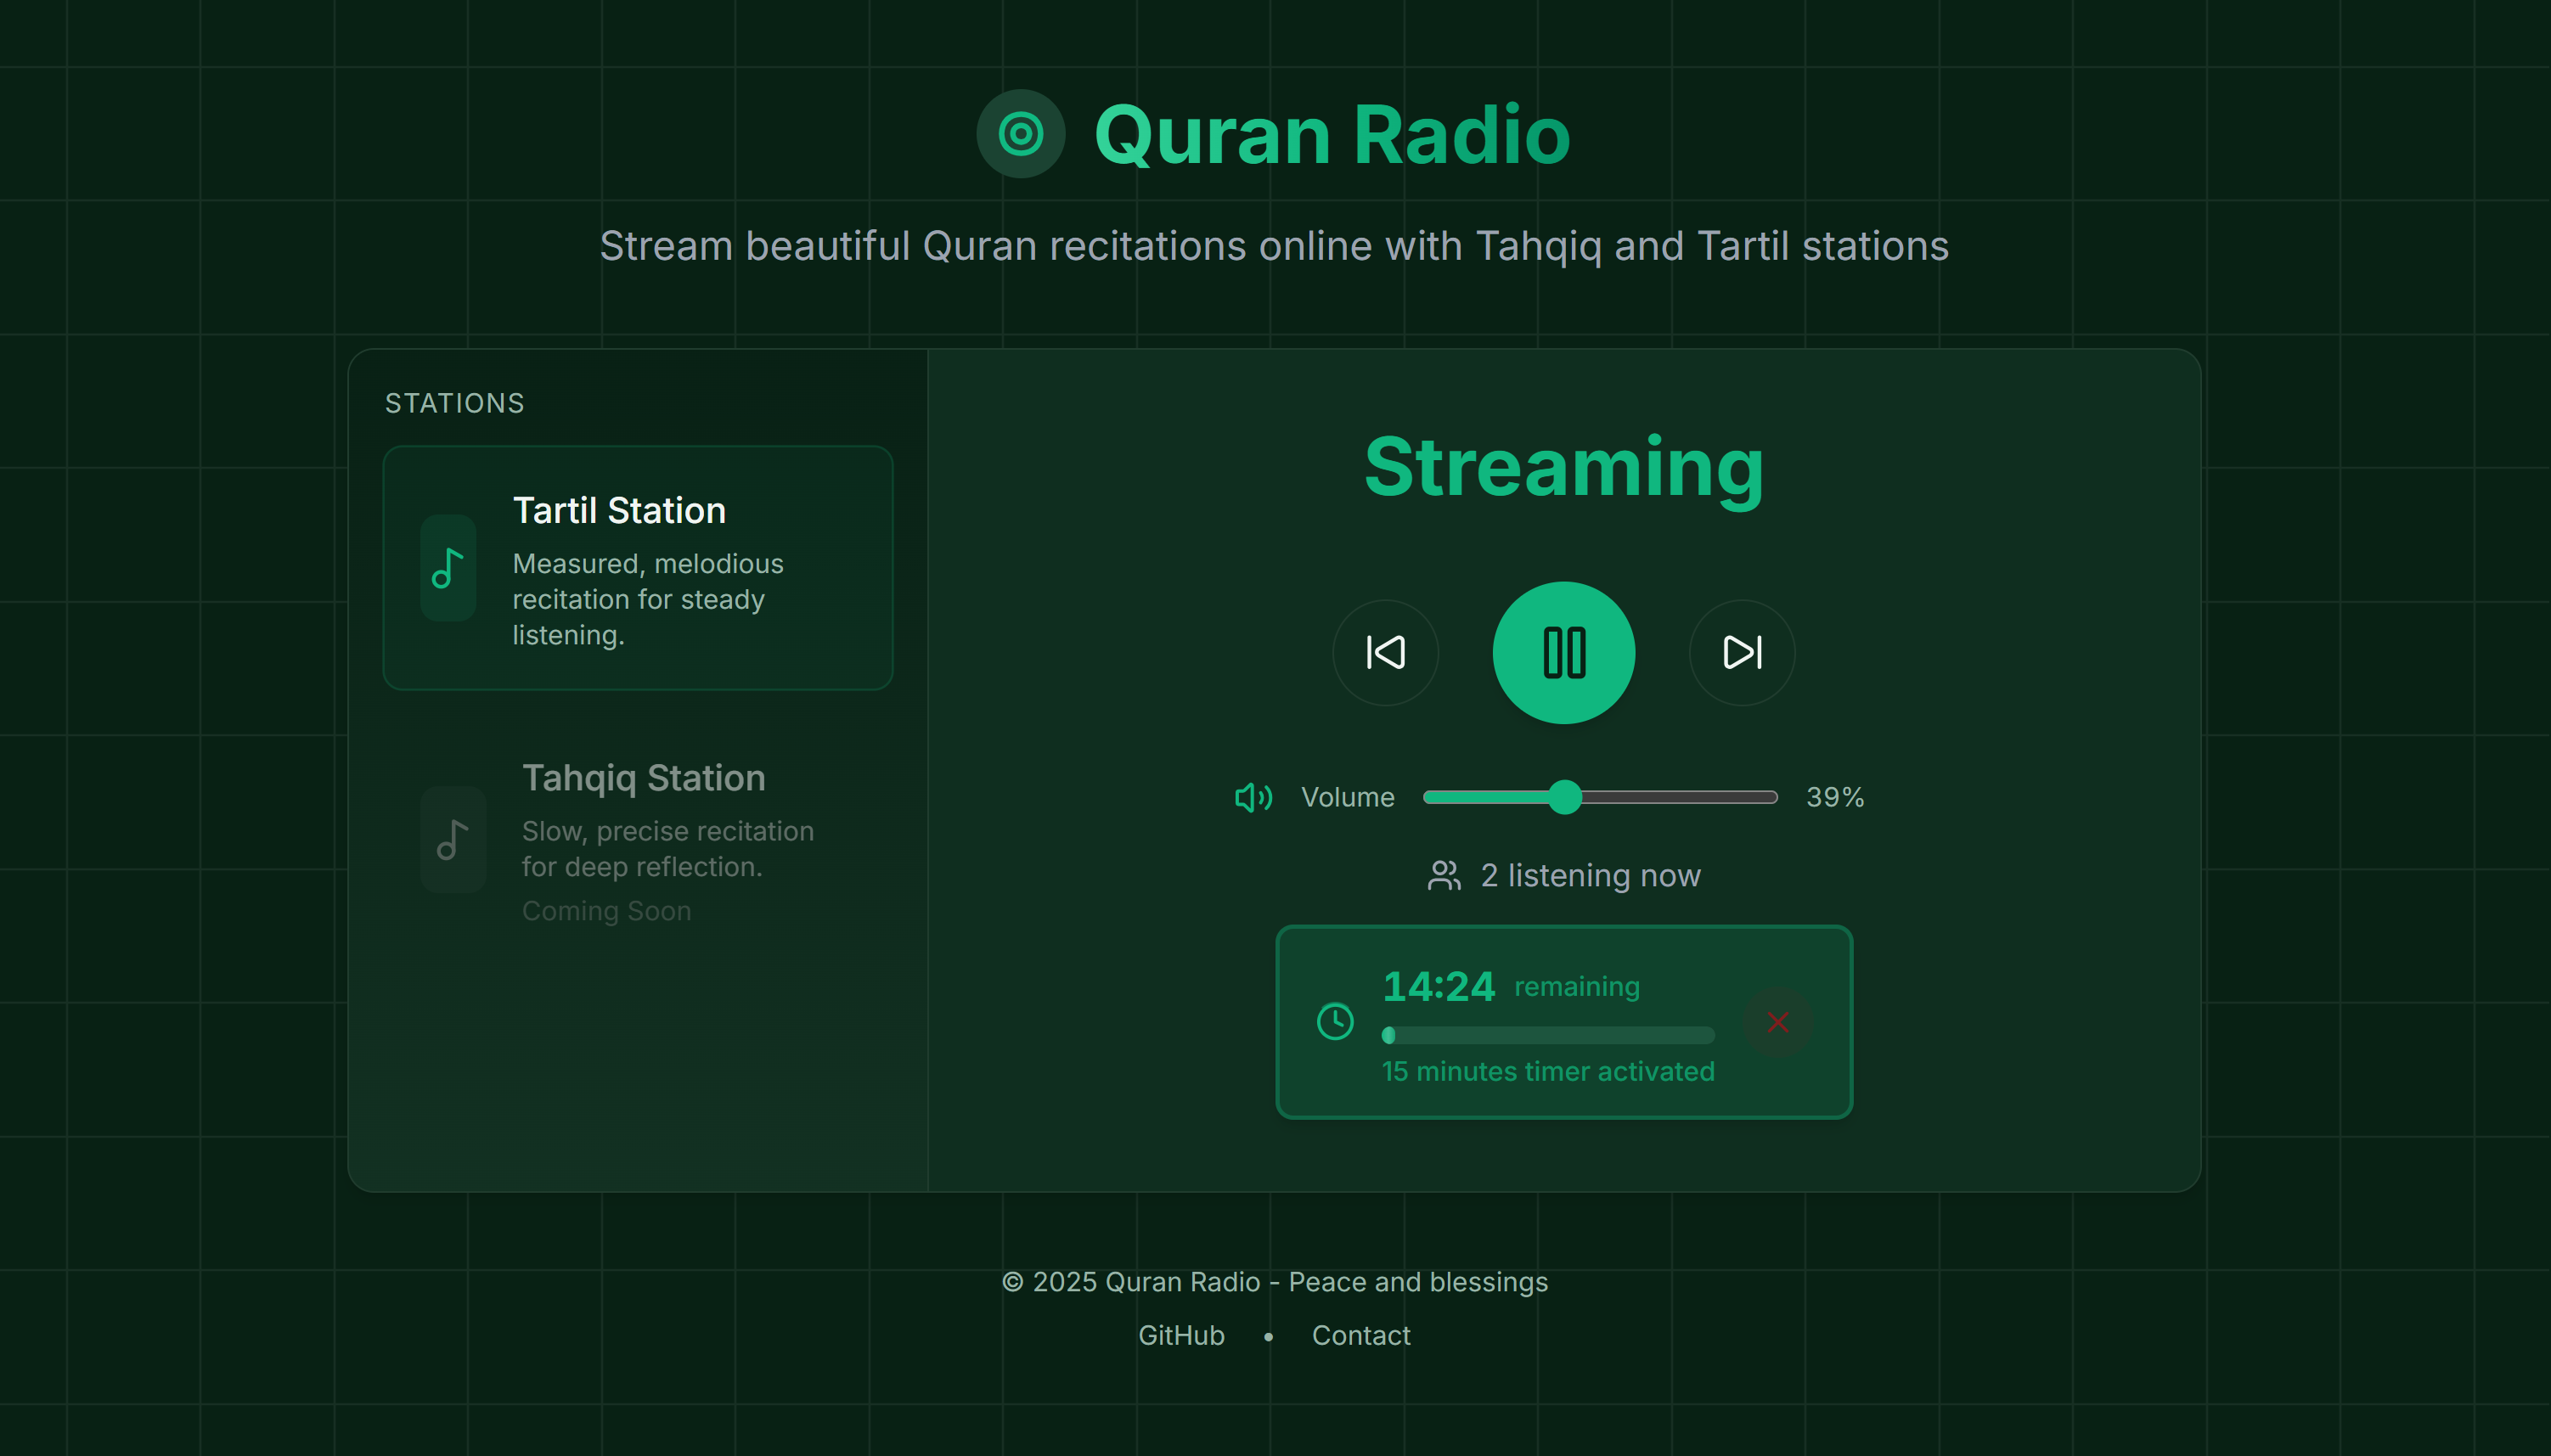 Quran Radio
Stream beautiful Quran recitations online with Tahqiq and Tartil stations
STATIONS
Tartil Station
Measured, melodious
recitation for steady
listening.
Tahqiq Station
Slow, precise recitation
for deep reflection.
Coming Soon
Streaming
Volume 39%
2 listening now
14:24 remaining
15 minutes timer activated
© 2025 Quran Radio - Peace and blessings
GitHub • Contact